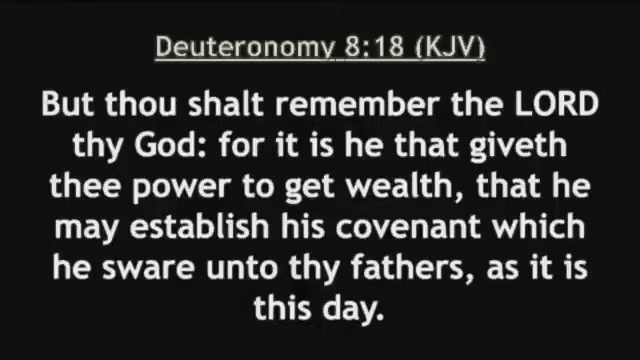 Deuteronomy 8:18 (KJV)
But thou shalt remember the LORD
thy God: for it is he that giveth
thee power to get wealth, that he
may establish his covenant which
he sware unto thy fathers, as it is
this day.